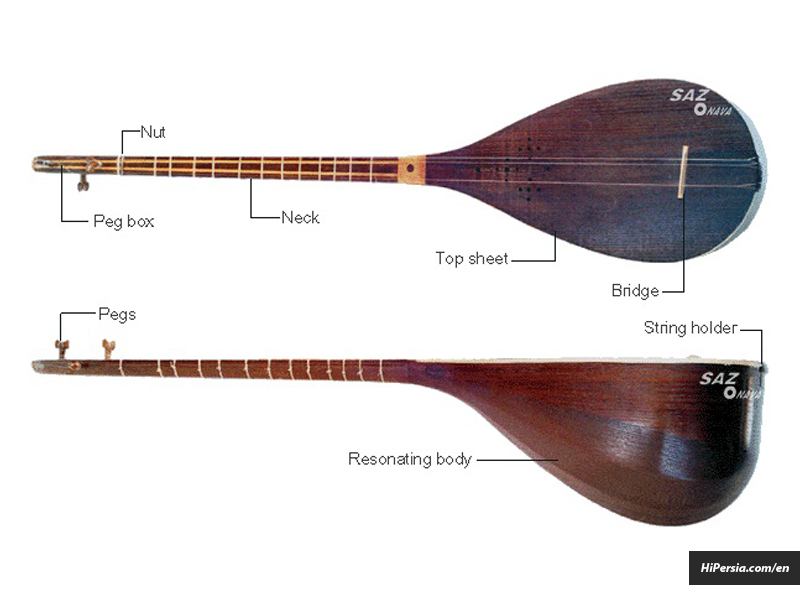 SAZ
NAVA
Nut
Peg box
Neck
Top sheet
Bridge
Pegs
String holder
SAZ
NAVA
Resonating body
HiPersia.com/en